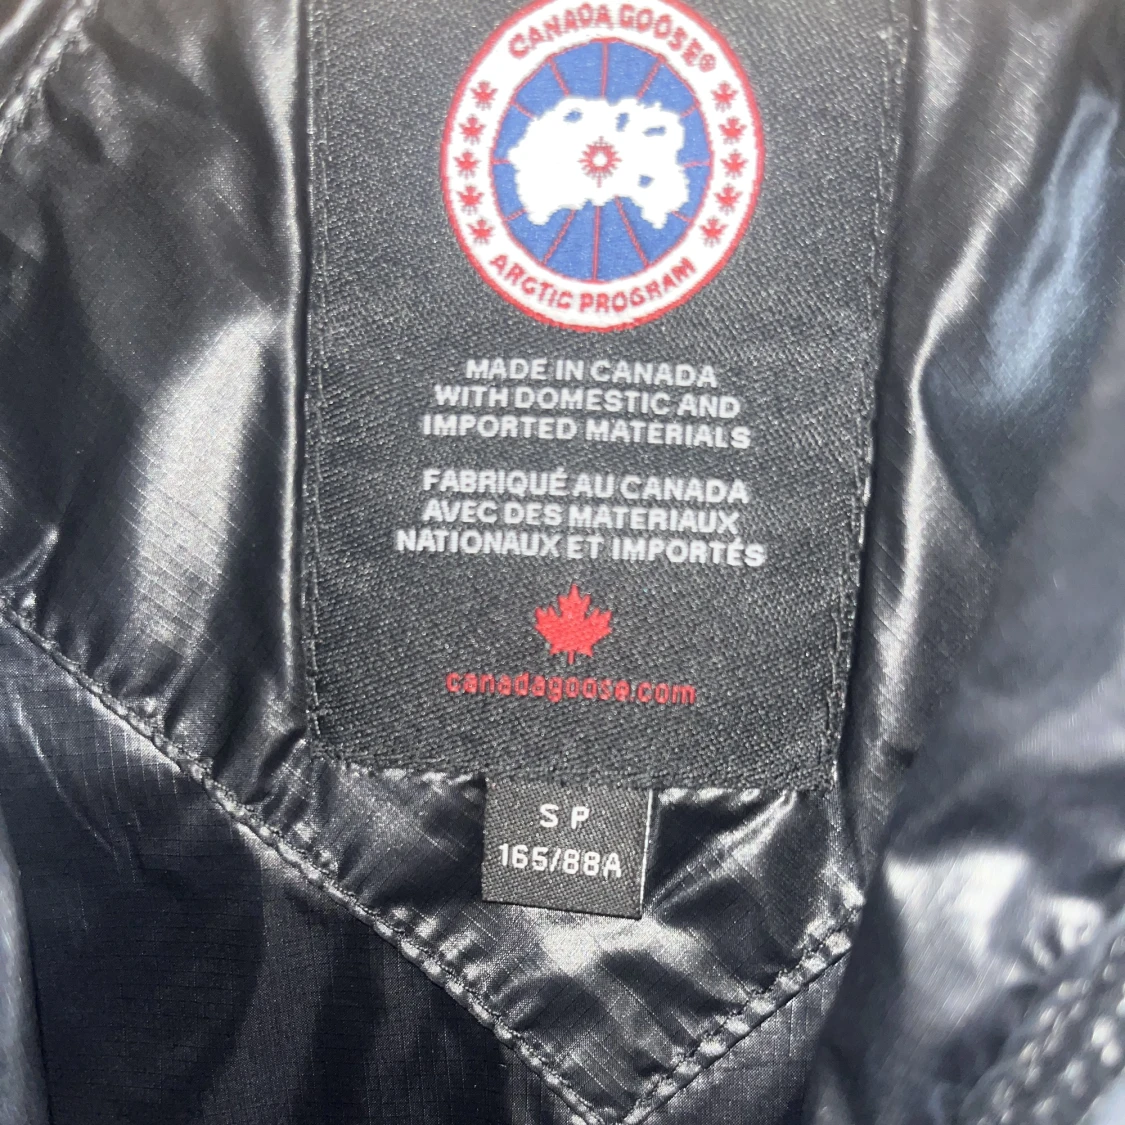 CANADA GOOSE®
ARCTIC PROGRAM
MADE IN CANADA
WITH DOMESTIC AND
IMPORTED MATERIALS
FABRIQUÉ AU CANADA
AVEC DES MATERIAUX
NATIONAUX ET IMPORTÉS
canadagoose.com
S P
165/88A